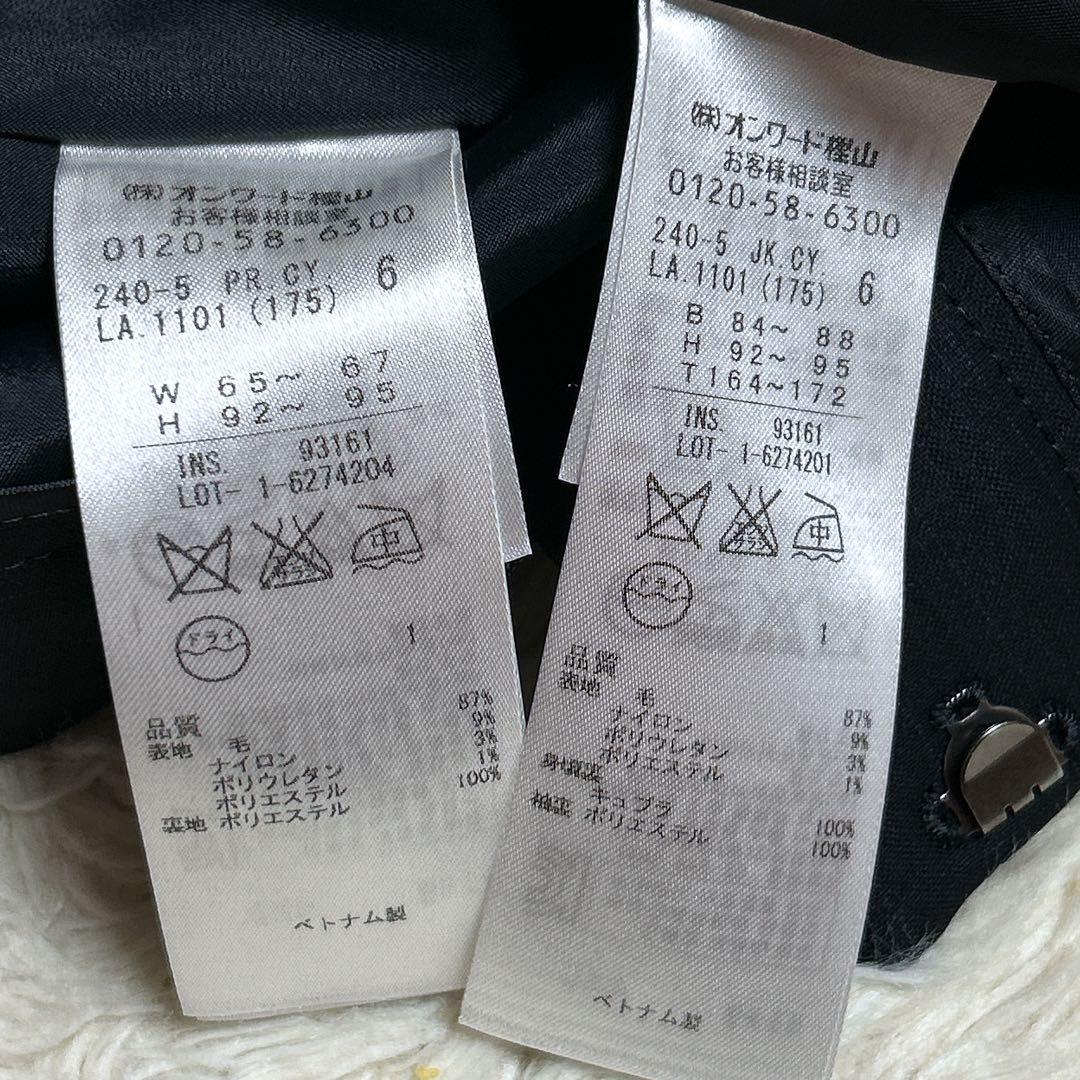 (株)オンワード樫山
お客様相談室
0120-58-6300
240-5 PR.CY. 6
LA.1101 (175)
W 65～ 67
H 92～ 95
INS. 93161
LOT- 1-6274204
中
ドライ
1
品質
表地 毛 87%
ナイロン 9%
ポリウレタン 3%
ポリエステル 1%
裏地 ポリエステル 100%
ベトナム製
(株)オンワード樫山
お客様相談室
0120-58-6300
240-5 JK.CY. 6
LA.1101 (175)
B 84～ 88
H 92～ 95
T 164～172
INS. 93161
LOT- 1-6274201
中
ドライ
1
品質
表地 毛 87%
ナイロン 9%
ポリウレタン 3%
ポリエステル 1%
身頃裏
キュプラ 100%
袖裏 ポリエステル 100%
ベトナム製